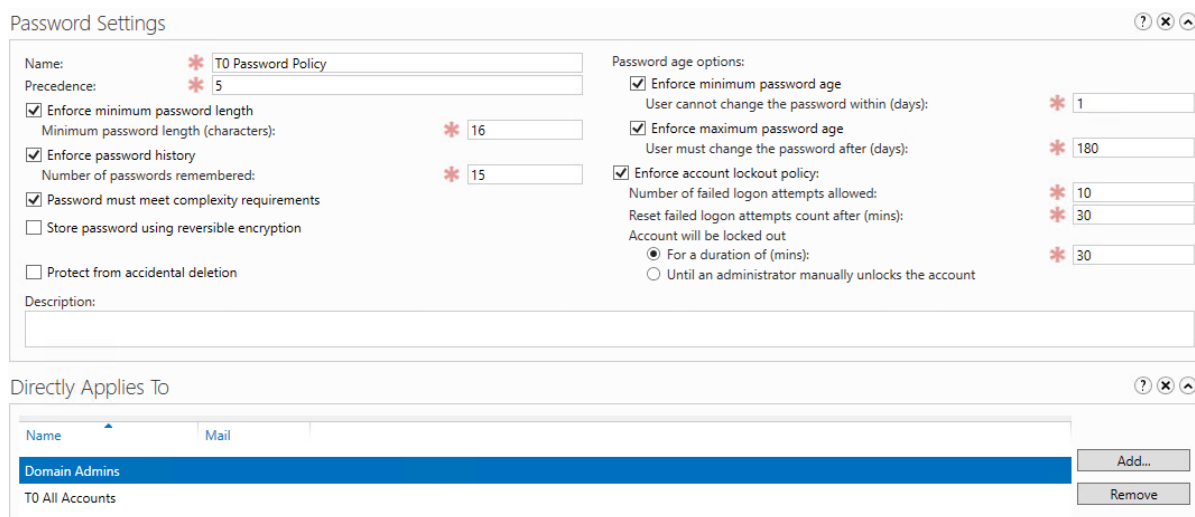 Password Settings
Name:
T0 Password Policy
Precedence:
5
Enforce minimum password length
Minimum password length (characters):
16
Enforce password history
Number of passwords remembered:
15
Password must meet complexity requirements
Store password using reversible encryption
Protect from accidental deletion
Password age options:
Enforce minimum password age
User cannot change the password within (days):
1
Enforce maximum password age
User must change the password after (days):
180
Enforce account lockout policy:
Number of failed logon attempts allowed:
10
Reset failed logon attempts count after (mins):
30
Account will be locked out
For a duration of (mins):
30
Until an administrator manually unlocks the account
Description:
Directly Applies To
Name
Mail
Domain Admins
T0 All Accounts
Add...
Remove